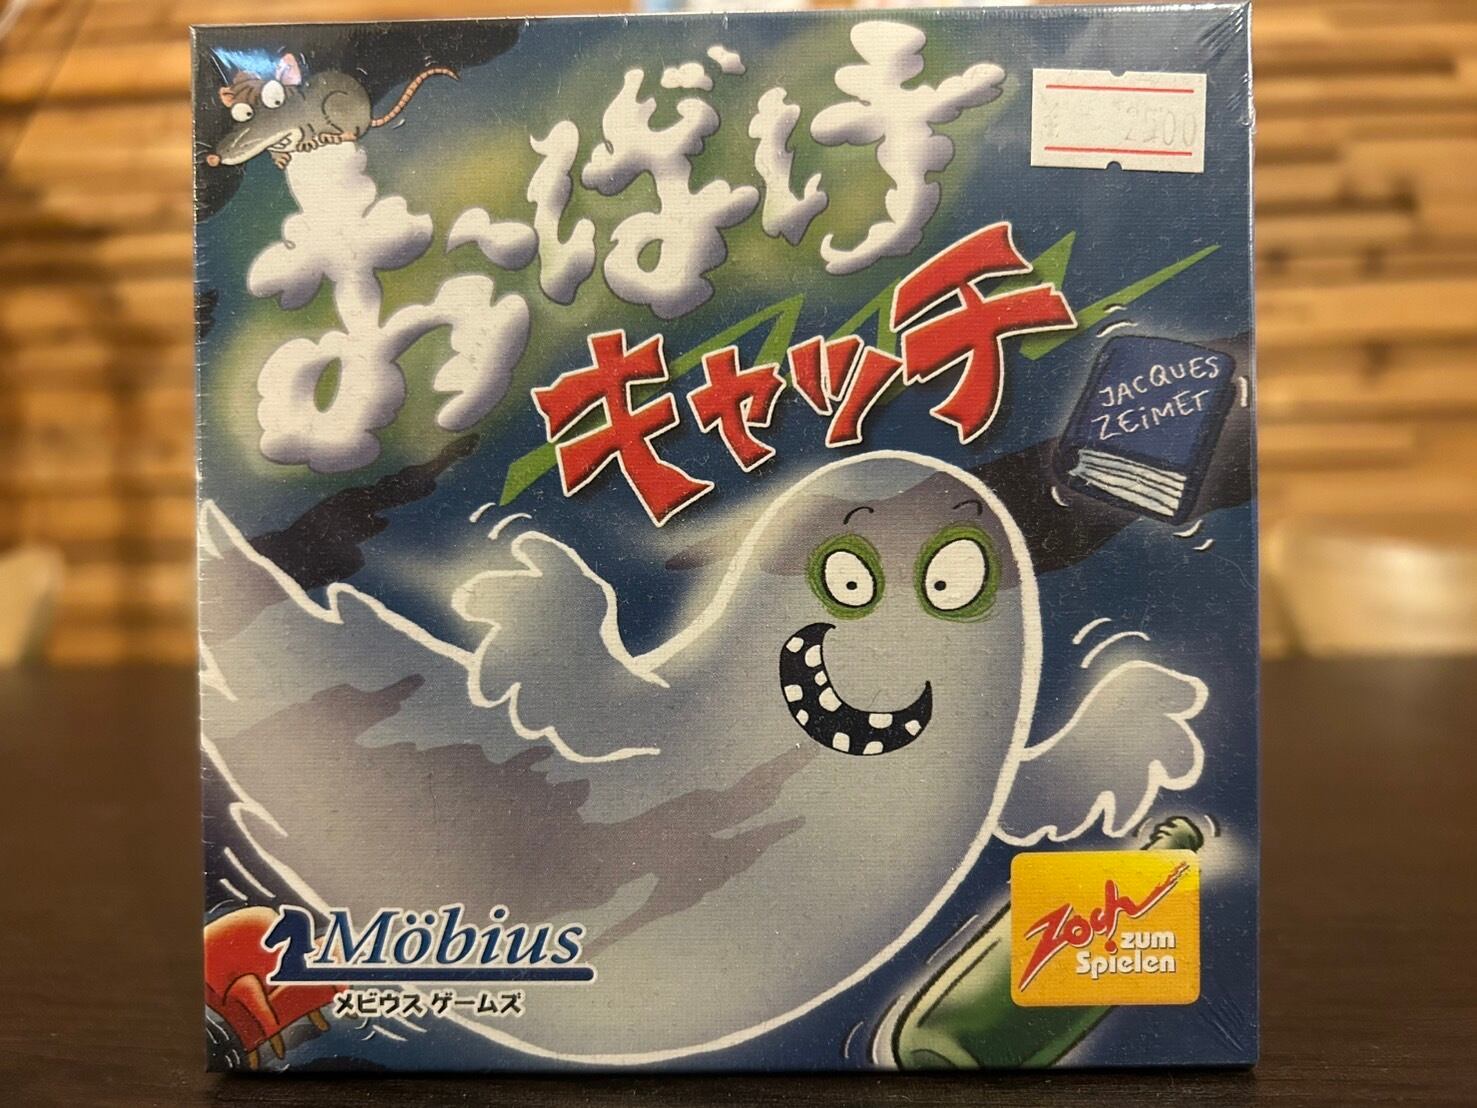 ¥ 2500
お～ばけ
キャッチ
JACQUES
ZEIMET
Möbius
メビウスゲームズ
Zoch
zum
Spielen